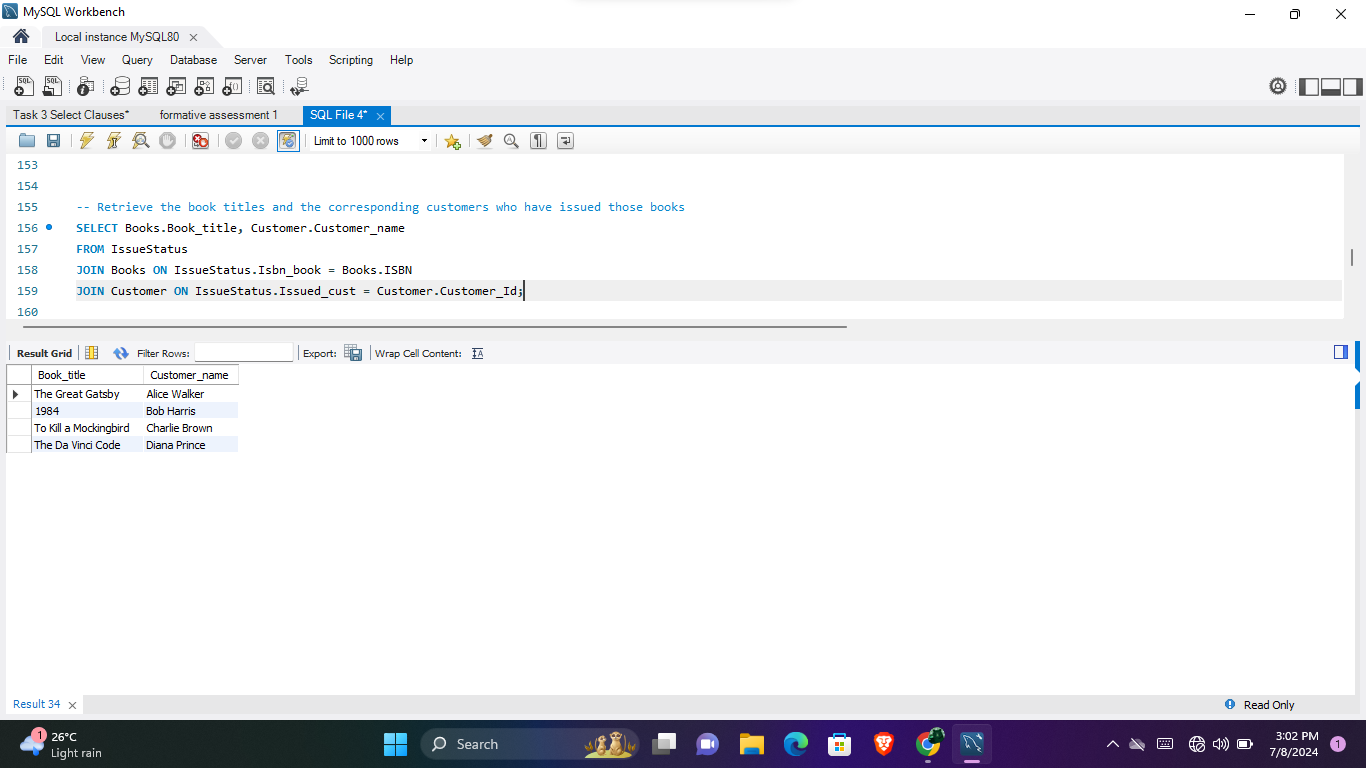 MySQL Workbench
Local instance MySQL80
File Edit View Query Database Server Tools Scripting Help
Task 3 Select Clauses* formative assessment 1 SQL File 4*
Limit to 1000 rows
153
154
155 -- Retrieve the book titles and the corresponding customers who have issued those books
156 SELECT Books.Book_title, Customer.Customer_name
157 FROM IssueStatus
158 JOIN Books ON IssueStatus.Isbn_book = Books.ISBN
159 JOIN Customer ON IssueStatus.Issued_cust = Customer.Customer_Id;
160
Result Grid Filter Rows: Export: Wrap Cell Content:
Book_title Customer_name
The Great Gatsby Alice Walker
1984 Bob Harris
To Kill a Mockingbird Charlie Brown
The Da Vinci Code Diana Prince
Result 34 Read Only
1 26°C
Light rain
Search
3:02 PM
7/8/2024
1